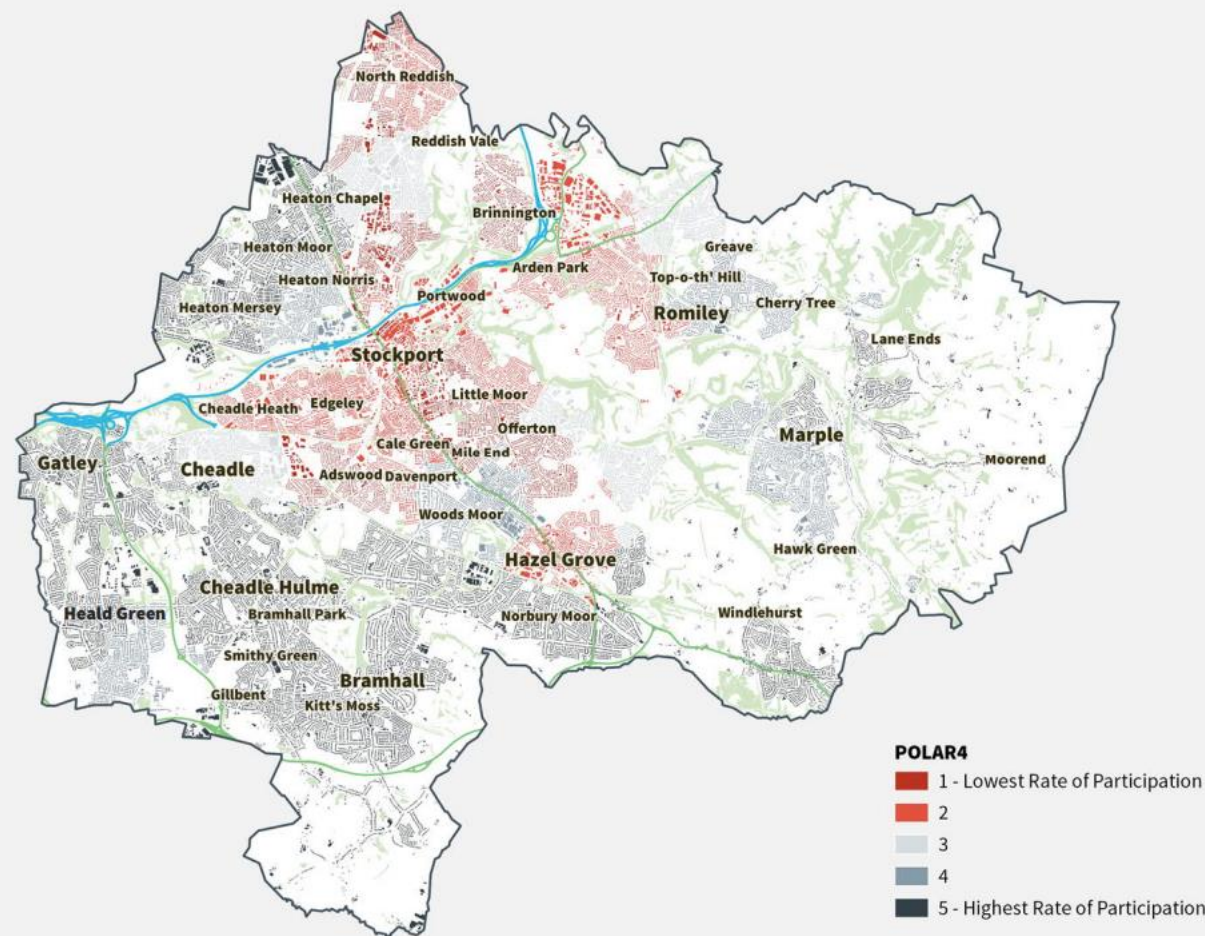 North Reddish
Reddish Vale
Heaton Chapel
Brinnington
Heaton Moor
Greave
Arden Park
Heaton Norris
Top-o-th' Hill
Portwood
Cherry Tree
Heaton Mersey
Romiley
Lane Ends
Stockport
Little Moor
Edgeley
Cheadle Heath
Offerton
Marple
Cale Green
Mile End
Moorend
Gatley
Cheadle
Adswood
Davenport
Woods Moor
Hawk Green
Hazel Grove
Cheadle Hulme
Heald Green
Bramhall Park
Norbury Moor
Windlehurst
Smithy Green
Bramhall
Gillbent
Kitt's Moss
POLAR4
1 - Lowest Rate of Participation
2
3
4
5 - Highest Rate of Participation